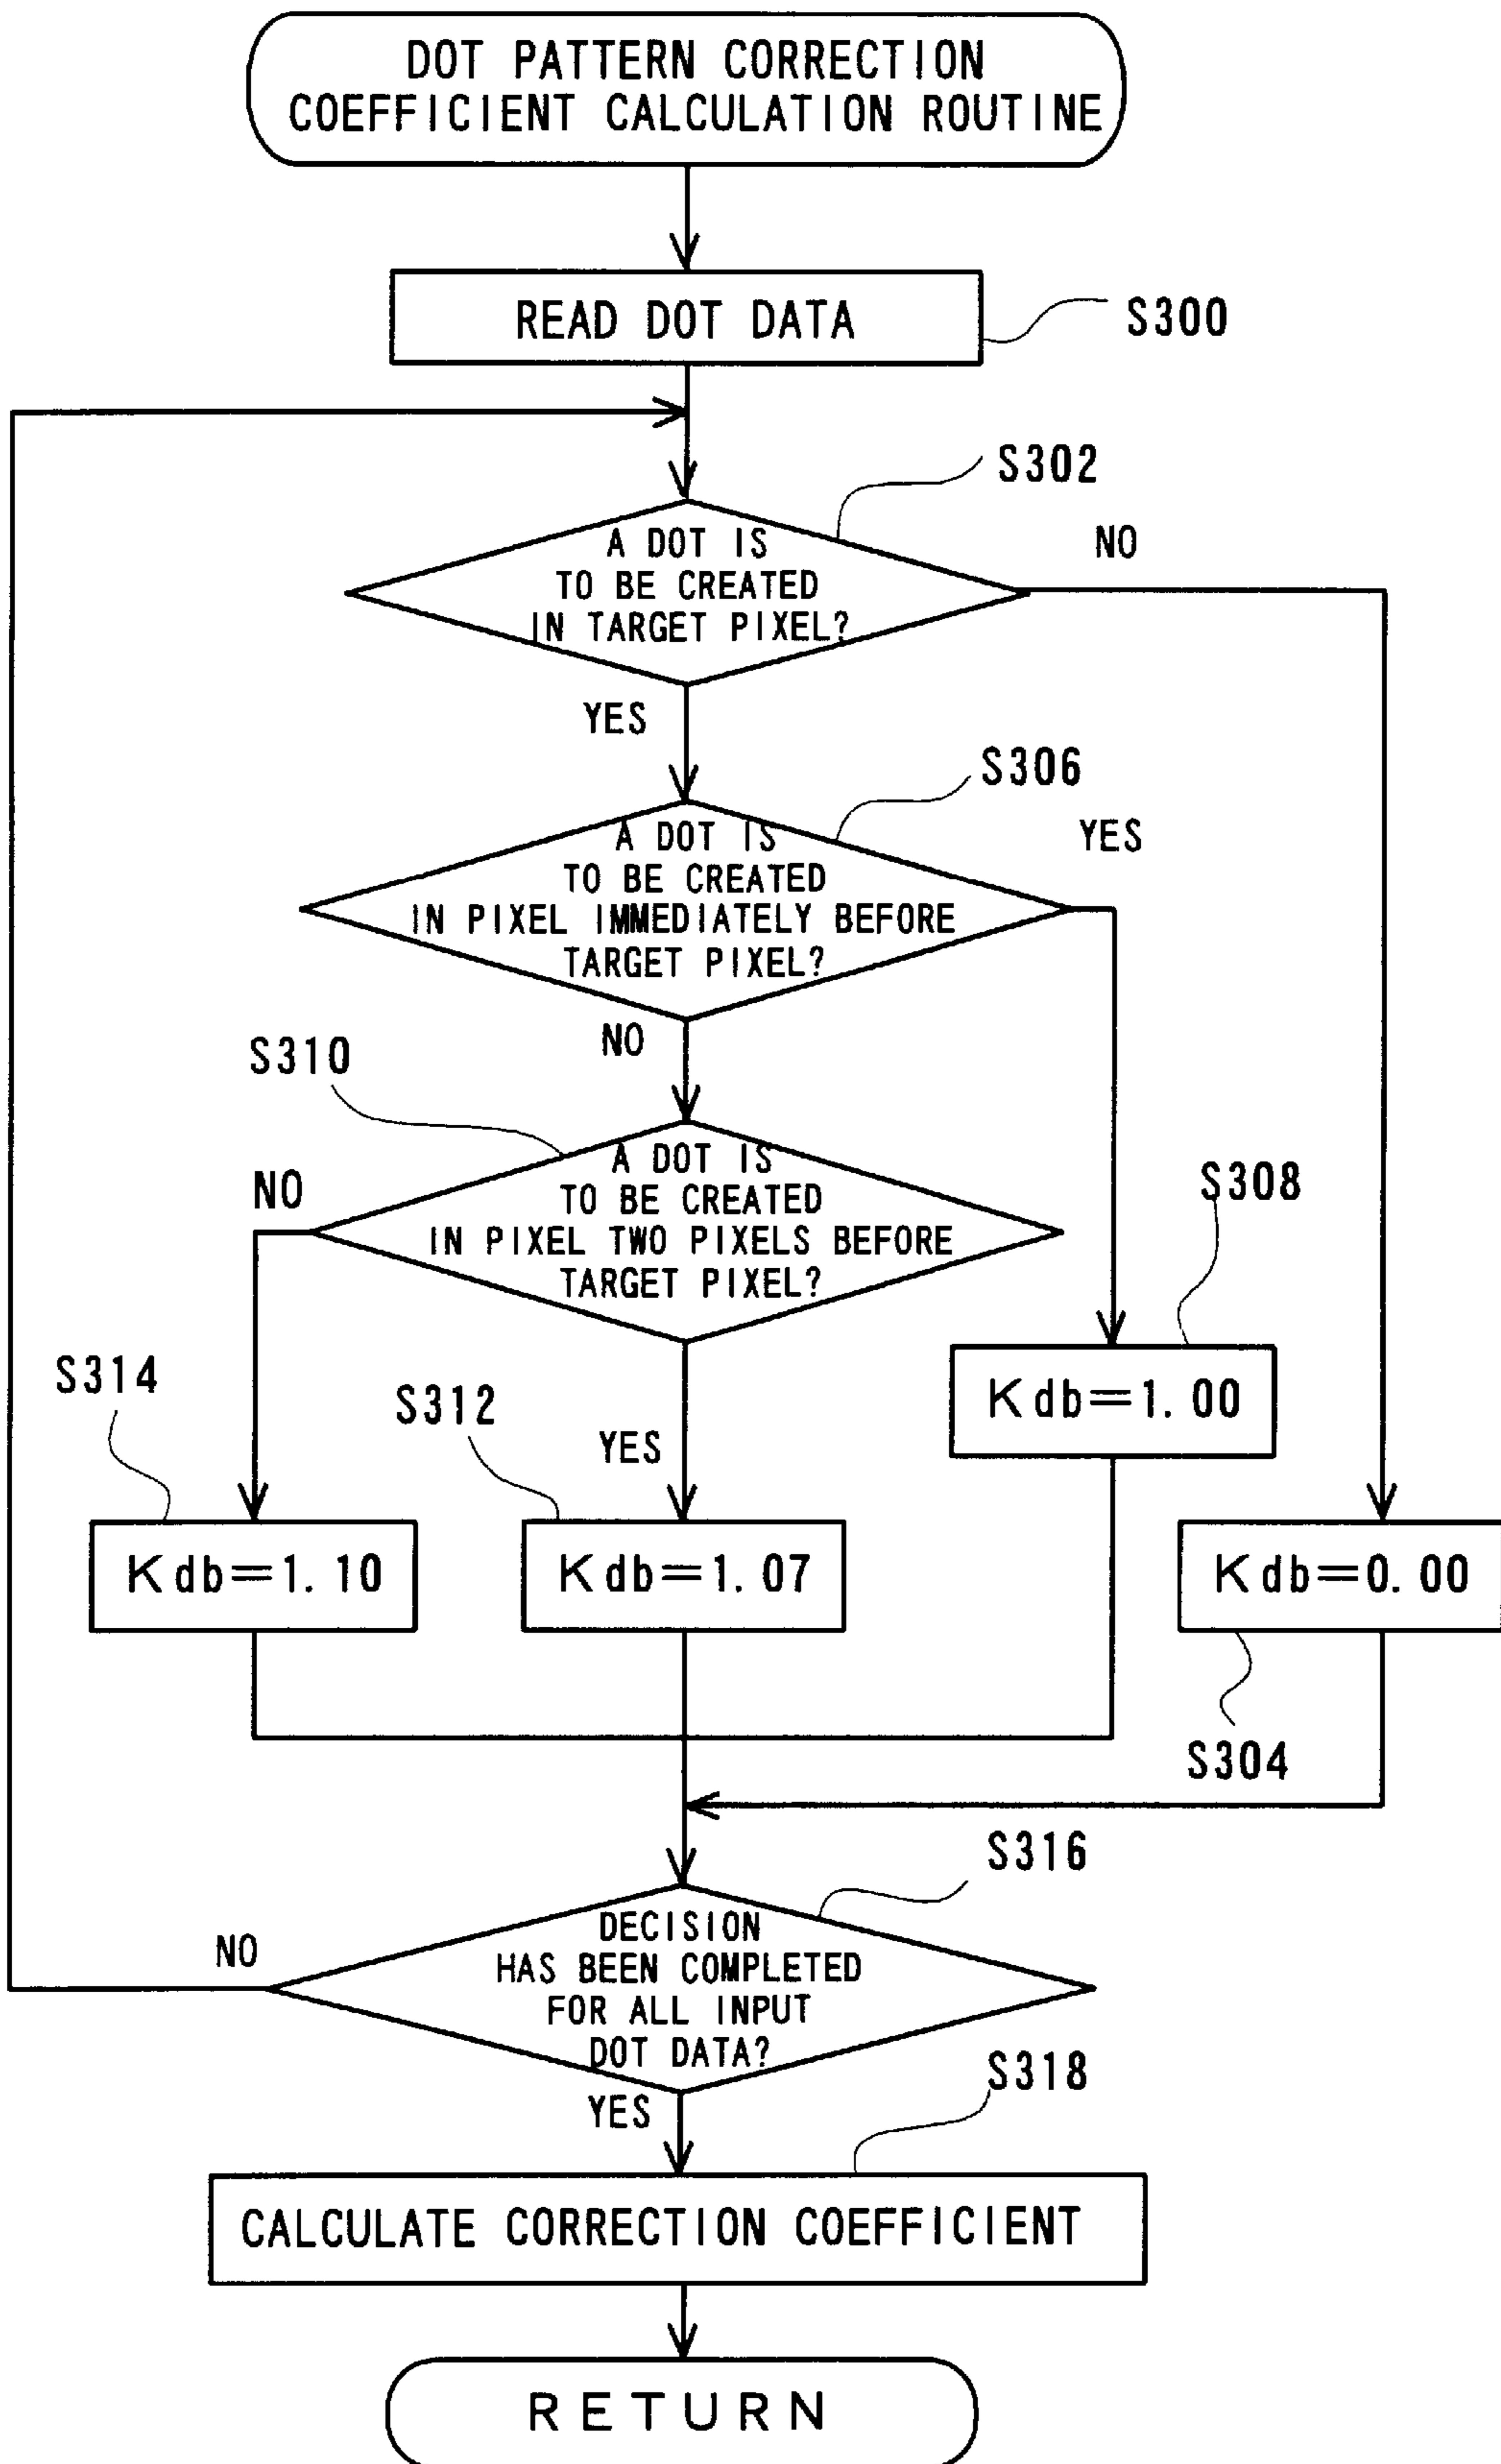 DOT PATTERN CORRECTION
COEFFICIENT CALCULATION ROUTINE
READ DOT DATA
S300
S302
A DOT IS
TO BE CREATED
IN TARGET PIXEL?
NO
YES
S306
A DOT IS
TO BE CREATED
IN PIXEL IMMEDIATELY BEFORE
TARGET PIXEL?
YES
NO
S310
A DOT IS
TO BE CREATED
IN PIXEL TWO PIXELS BEFORE
TARGET PIXEL?
NO
S308
Kdb=1.00
S314
S312
YES
Kdb=1.10
Kdb=1.07
Kdb=0.00
S304
S316
DECISION
HAS BEEN COMPLETED
FOR ALL INPUT
DOT DATA?
NO
YES
S318
CALCULATE CORRECTION COEFFICIENT
RETURN